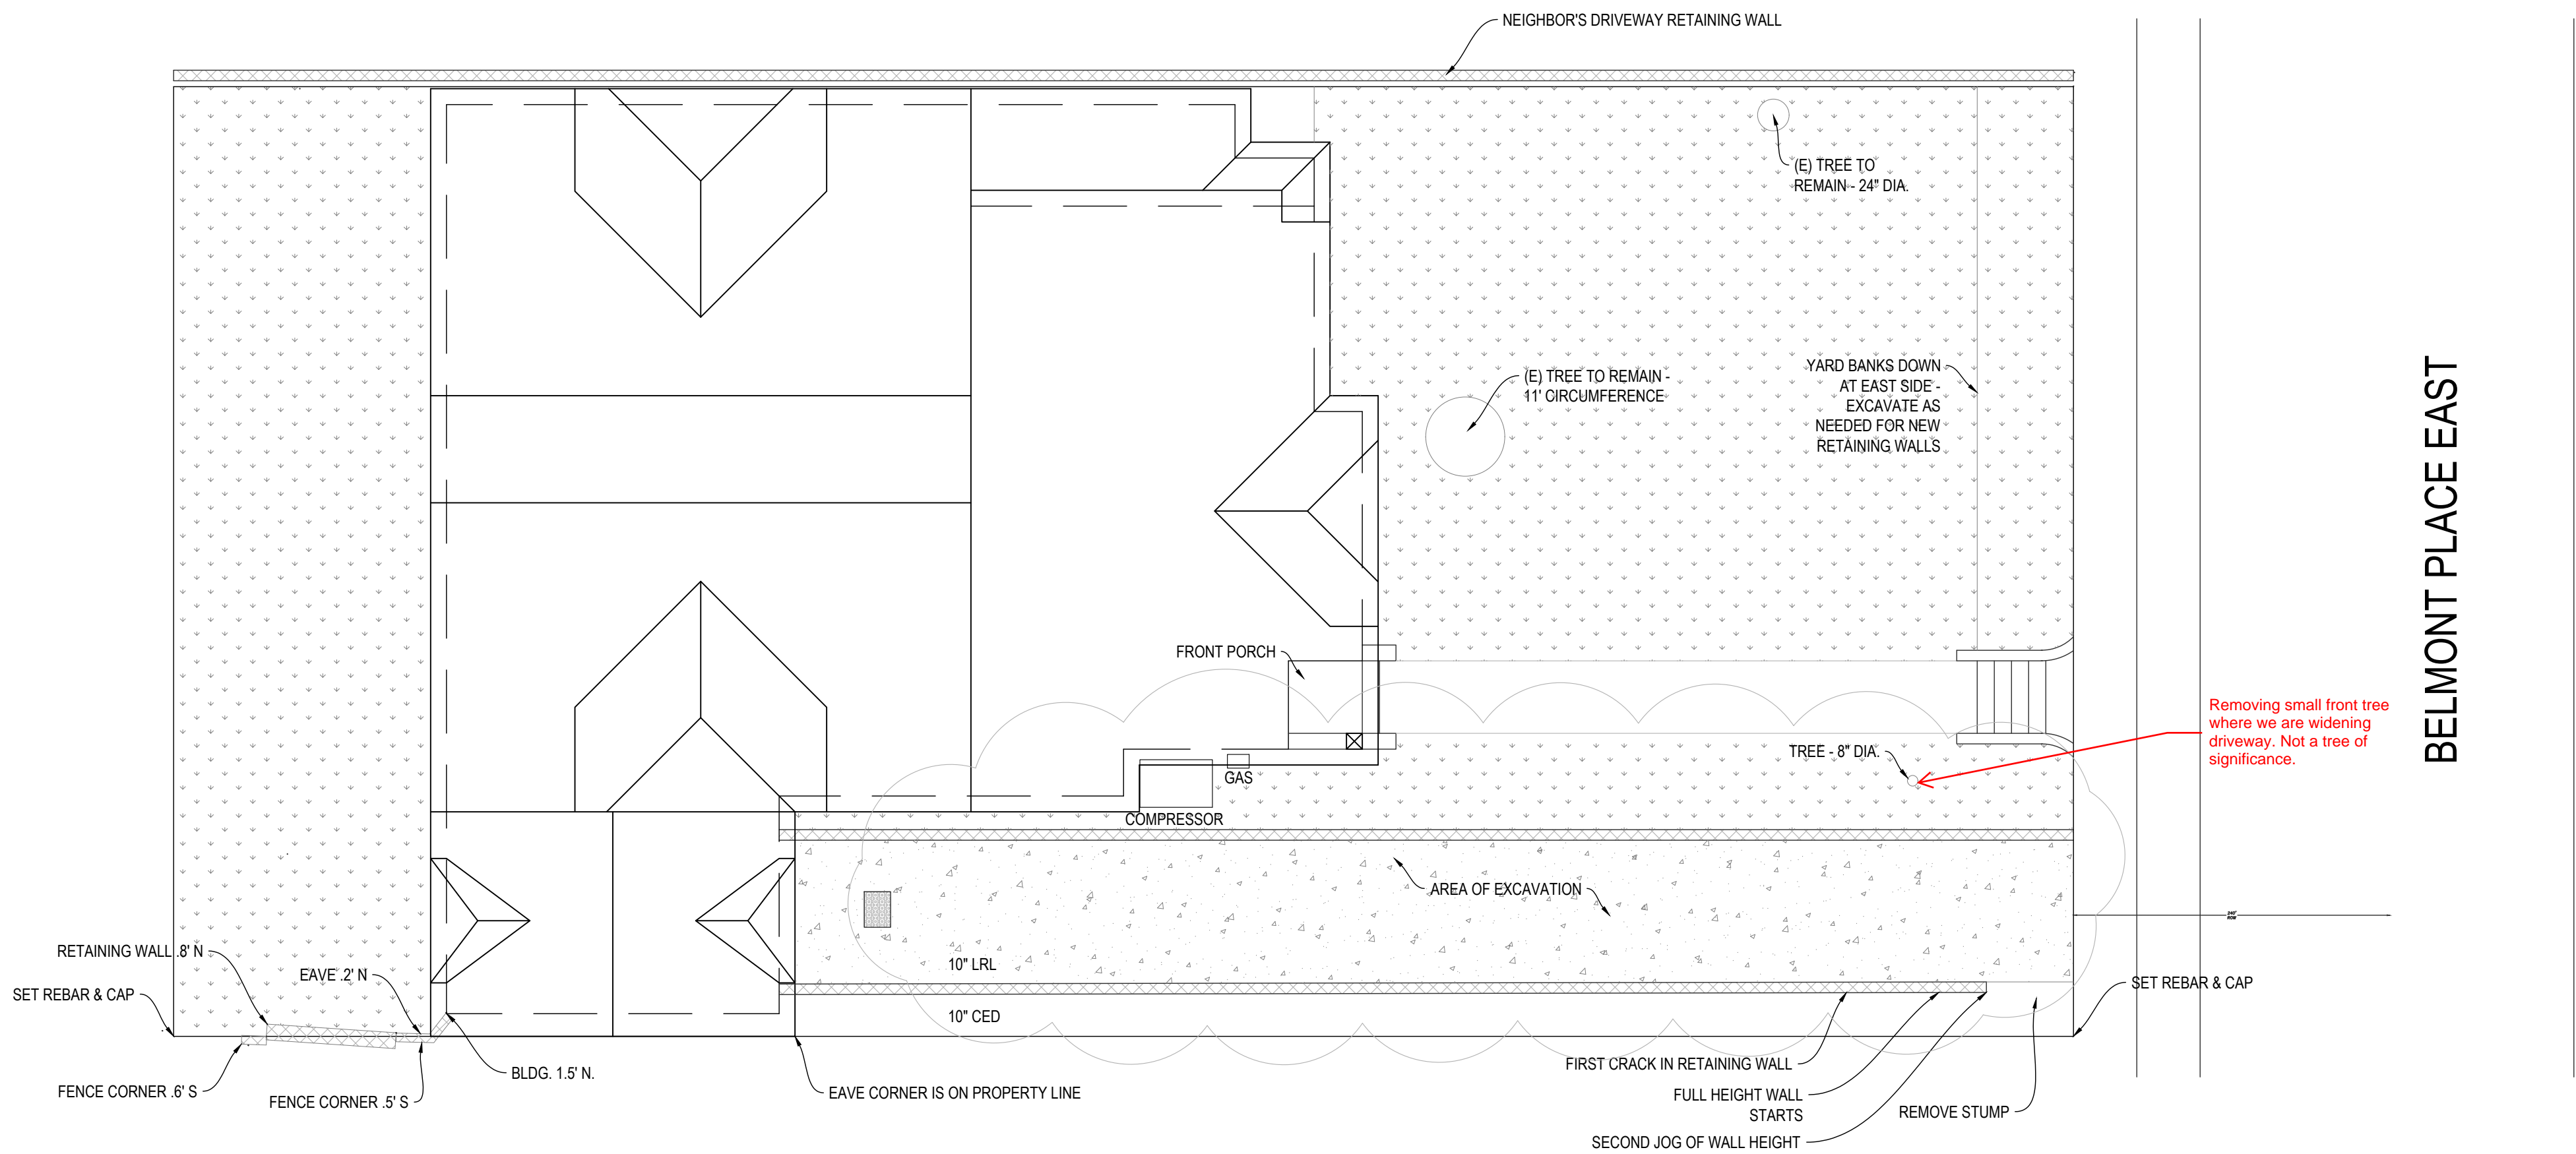 NEIGHBOR'S DRIVEWAY RETAINING WALL
(E) TREE TO
REMAIN - 24" DIA.
YARD BANKS DOWN
AT EAST SIDE -
EXCAVATE AS
NEEDED FOR NEW
RETAINING WALLS
(E) TREE TO REMAIN -
11' CIRCUMFERENCE
BELMONT PLACE EAST
FRONT PORCH
Removing small front tree
where we are widening
driveway. Not a tree of
significance.
TREE - 8" DIA.
GAS
COMPRESSOR
AREA OF EXCAVATION
RETAINING WALL .8' N
EAVE .2' N
10" LRL
SET REBAR & CAP
SET REBAR & CAP
10" CED
FIRST CRACK IN RETAINING WALL
BLDG. 1.5' N.
FENCE CORNER .6' S
FENCE CORNER .5' S
EAVE CORNER IS ON PROPERTY LINE
FULL HEIGHT WALL
STARTS
REMOVE STUMP
SECOND JOG OF WALL HEIGHT